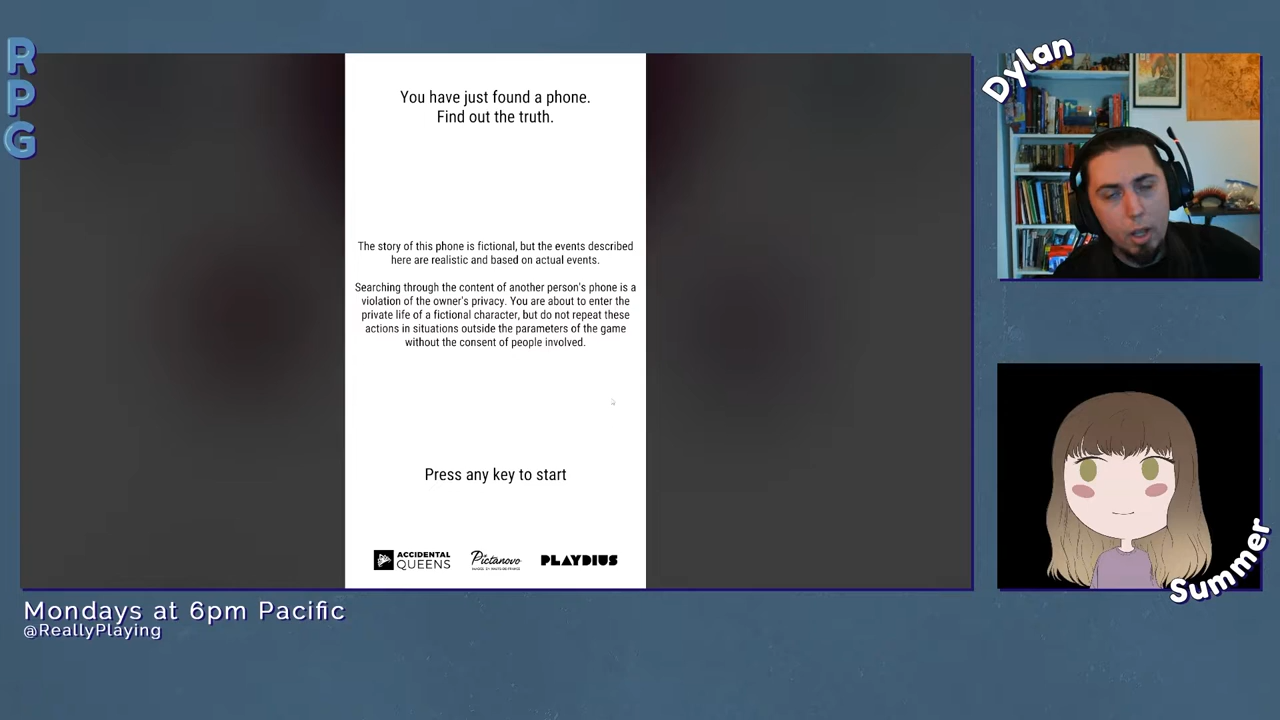 RPG
You have just found a phone.
Find out the truth.
The story of this phone is fictional, but the events described
here are realistic and based on actual events.
Searching through the content of another person's phone is a
violation of the owner's privacy. You are about to enter the
private life of a fictional character, but do not repeat these
actions in situations outside the parameters of the game
without the consent of people involved.
Press any key to start
ACCIDENTAL
QUEENS
Pictanovo
PLAYDIUS
Dylan
Summer
Mondays at 6pm Pacific
@ReallyPlaying